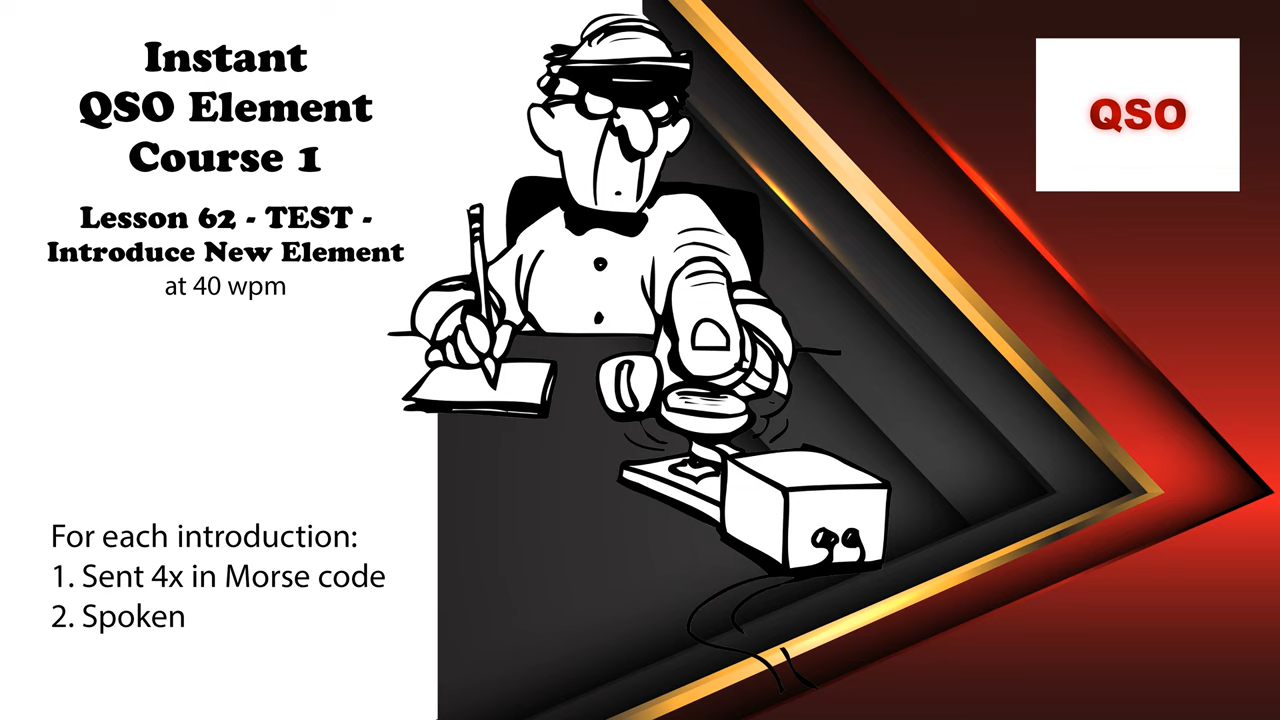 Instant
QSO Element
Course 1
Lesson 62 - TEST -
Introduce New Element
at 40 wpm
QSO
For each introduction:
1. Sent 4x in Morse code
2. Spoken